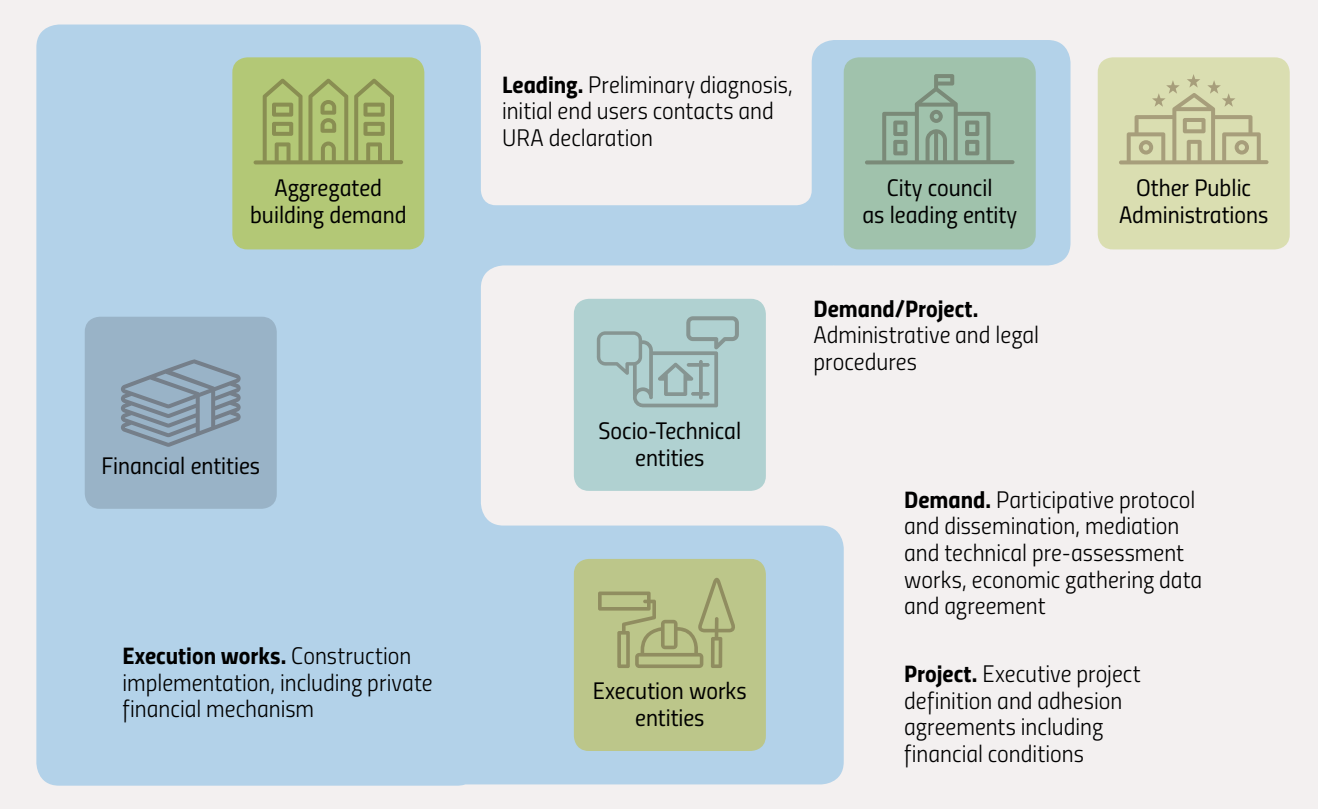 Aggregated
building demand
Leading. Preliminary diagnosis,
initial end users contacts and
URA declaration
City council
as leading entity
Other Public
Administrations
Financial entities
Socio-Technical
entities
Demand/Project.
Administrative and legal
procedures
Demand. Participative protocol
and dissemination, mediation
and technical pre-assessment
works, economic gathering data
and agreement
Execution works. Construction
implementation, including private
financial mechanism
Execution works
entities
Project. Executive project
definition and adhesion
agreements including
financial conditions